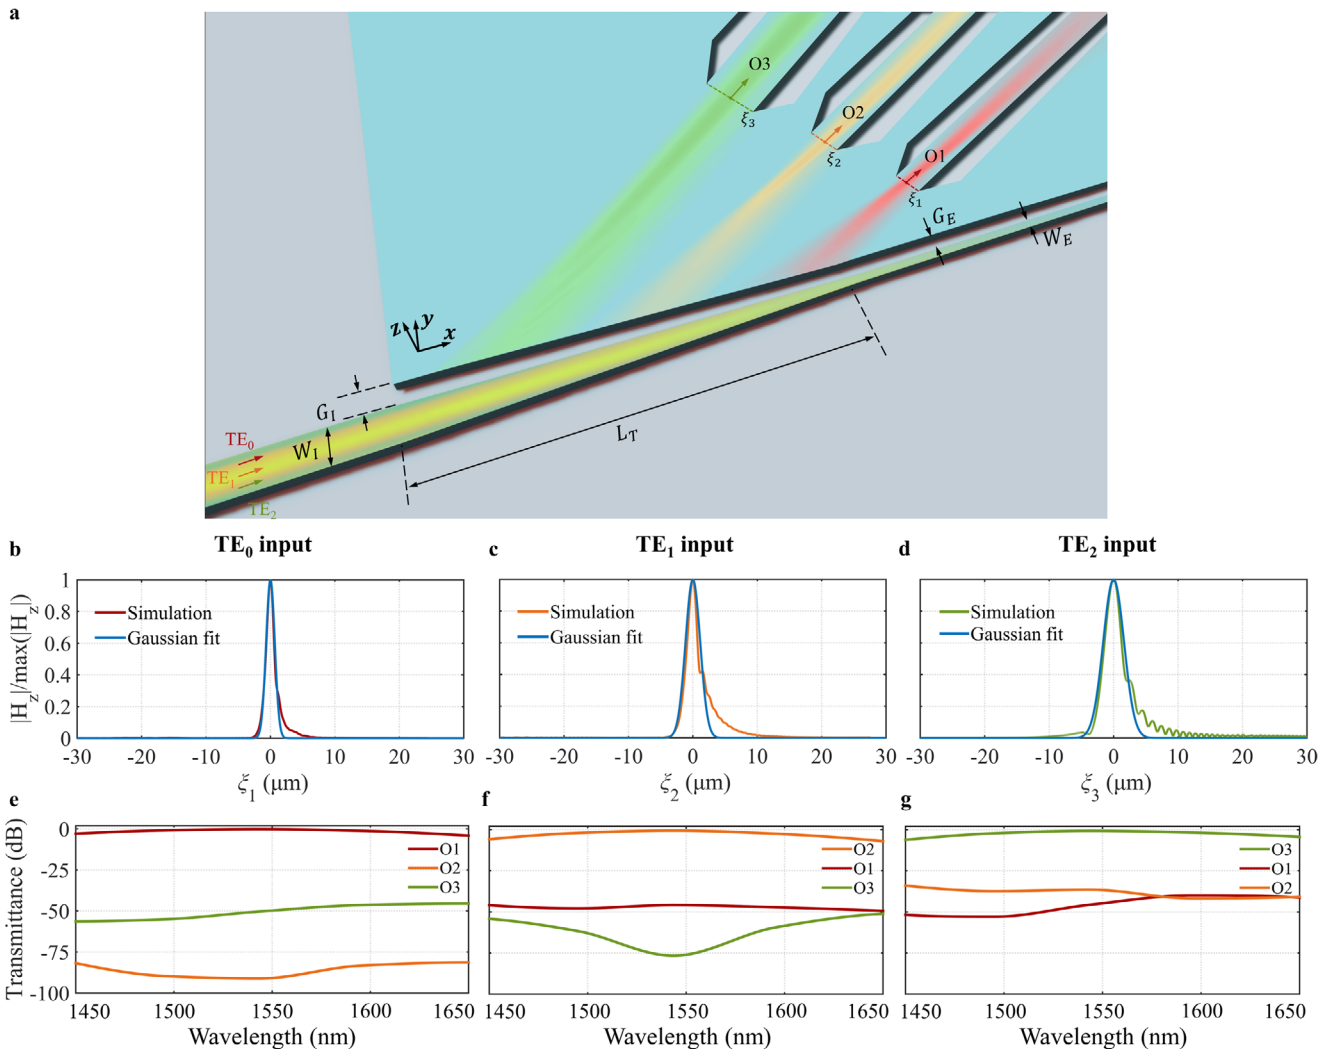 a
O3
ξ3
O2
ξ2
O1
ξ1
GE
WE
z
y
x
GI
WI
LT
TE0
TE1
TE2
b
TE0 input
c
TE1 input
d
TE2 input
|Hz|/max(|Hz|)
1
0.8
0.6
0.4
0.2
0
Simulation
Gaussian fit
-30 -20 -10 0 10 20 30
ξ1 (μm)
Simulation
Gaussian fit
-30 -20 -10 0 10 20 30
ξ2 (μm)
Simulation
Gaussian fit
-30 -20 -10 0 10 20 30
ξ3 (μm)
e
f
g
Transmittance (dB)
0
-25
-50
-75
-100
O1
O2
O3
1450 1500 1550 1600 1650
Wavelength (nm)
O2
O1
O3
1450 1500 1550 1600 1650
Wavelength (nm)
O3
O1
O2
1450 1500 1550 1600 1650
Wavelength (nm)